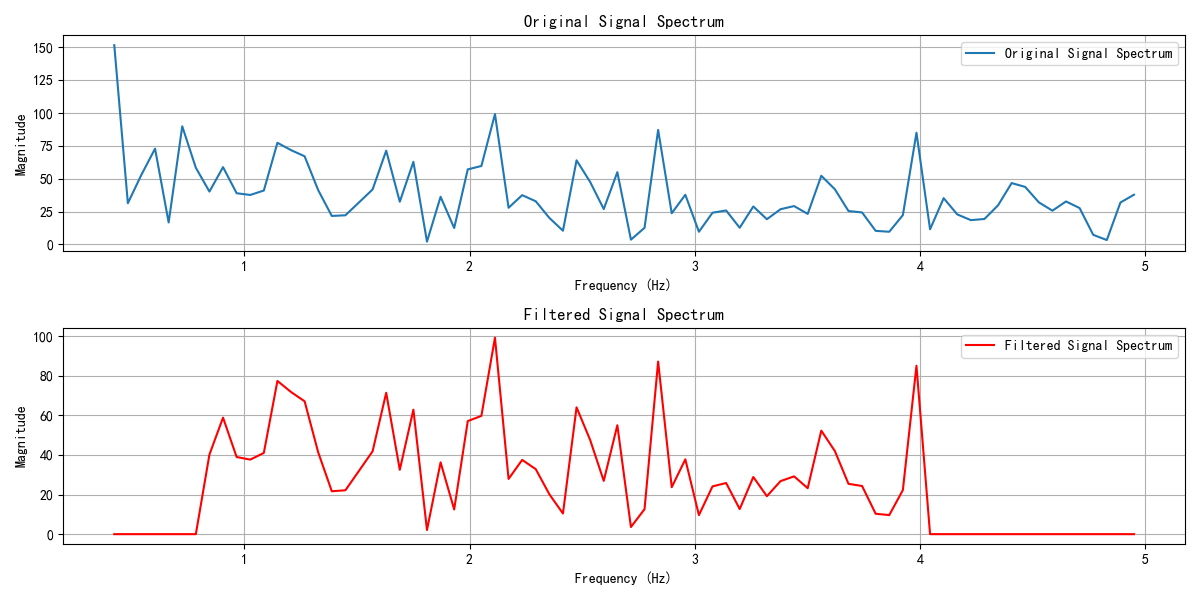 Original Signal Spectrum
150
125
100
75
50
25
0
Magnitude
Original Signal Spectrum
1 2 3 4 5
Frequency (Hz)
Filtered Signal Spectrum
100
80
60
40
20
0
Magnitude
Filtered Signal Spectrum
1 2 3 4 5
Frequency (Hz)